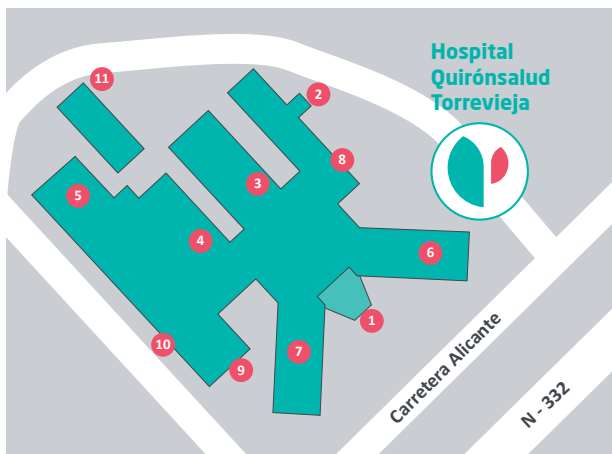 Hospital
Quirónsalud
Torrevieja
11
2
8
3
5
4
6
1
10
7
9
Carretera Alicante
N - 332